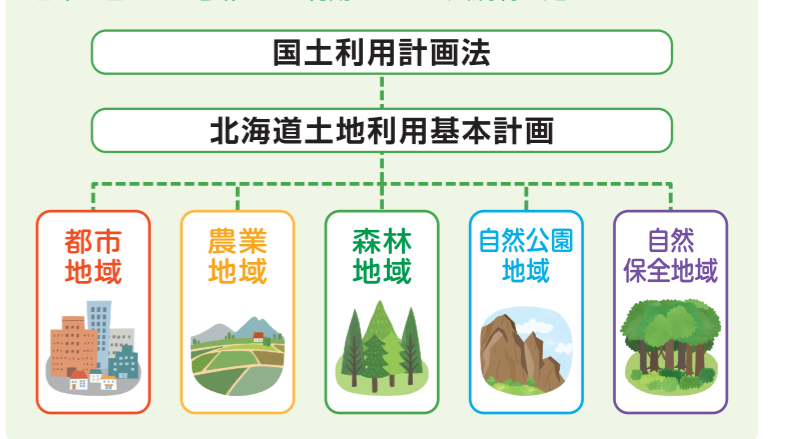 国土利用計画法
北海道土地利用基本計画
都市
地域
農業
地域
森林
地域
自然公園
地域
自然
保全地域